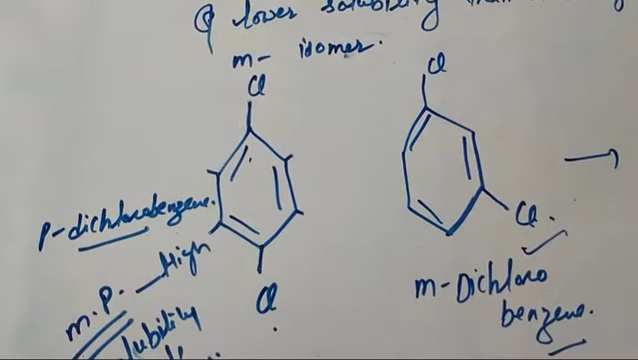 Q lower solubility than
m- isomer.
Cl
Cl
p-dichlorobenzene.
Cl.
m.p. - High
m-Dichloro
benzene.
Cl